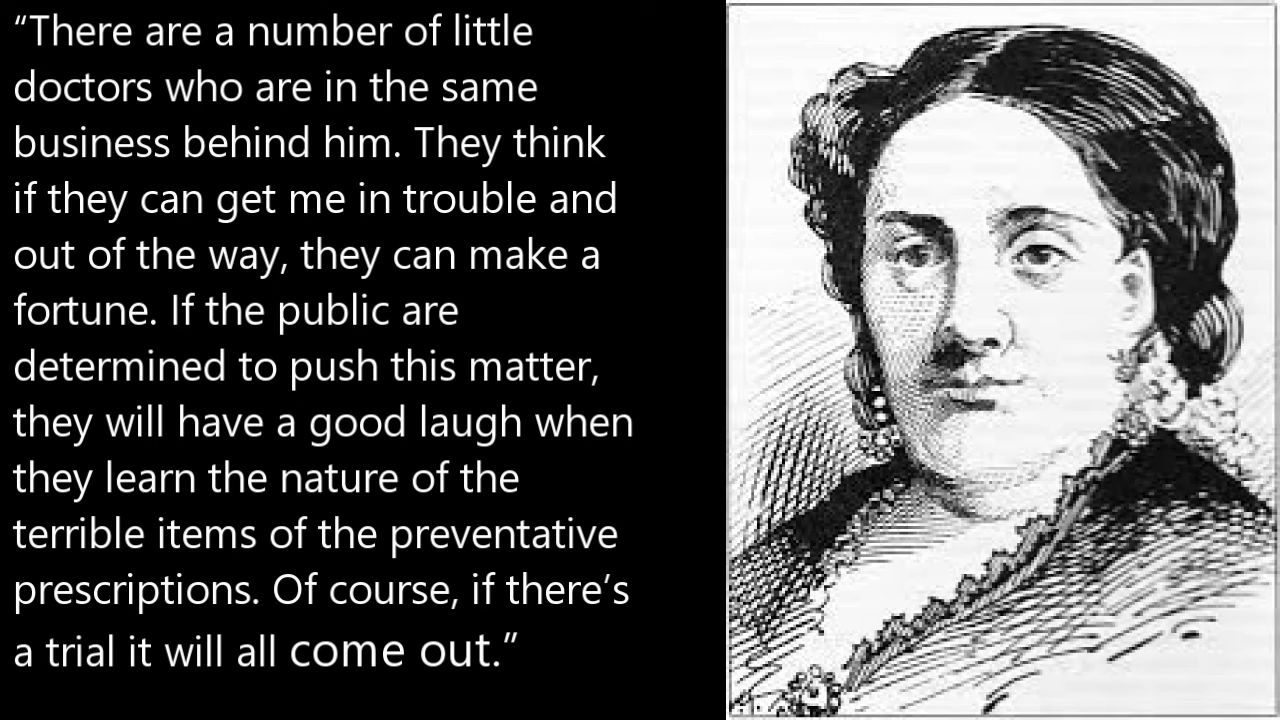 “There are a number of little
doctors who are in the same
business behind him. They think
if they can get me in trouble and
out of the way, they can make a
fortune. If the public are
determined to push this matter,
they will have a good laugh when
they learn the nature of the
terrible items of the preventative
prescriptions. Of course, if there’s
a trial it will all come out.”